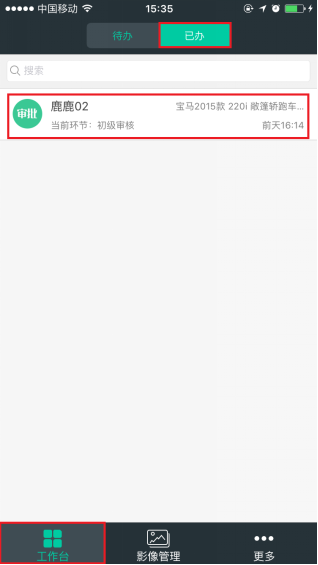 中国移动 15:35
待办 已办
搜索
审批 鹿鹿02 宝马2015款 220i 敞篷轿跑车...
当前环节：初级审核 前天16:14
工作台 影像管理 更多